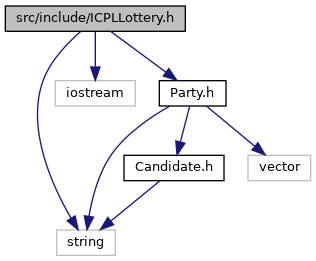 src/include/ICPLLottery.h
iostream
Party.h
Candidate.h
vector
string